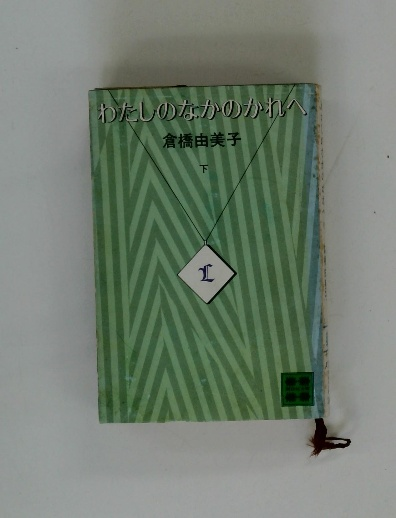 わたしのなかのかれへ
倉橋由美子
下
L